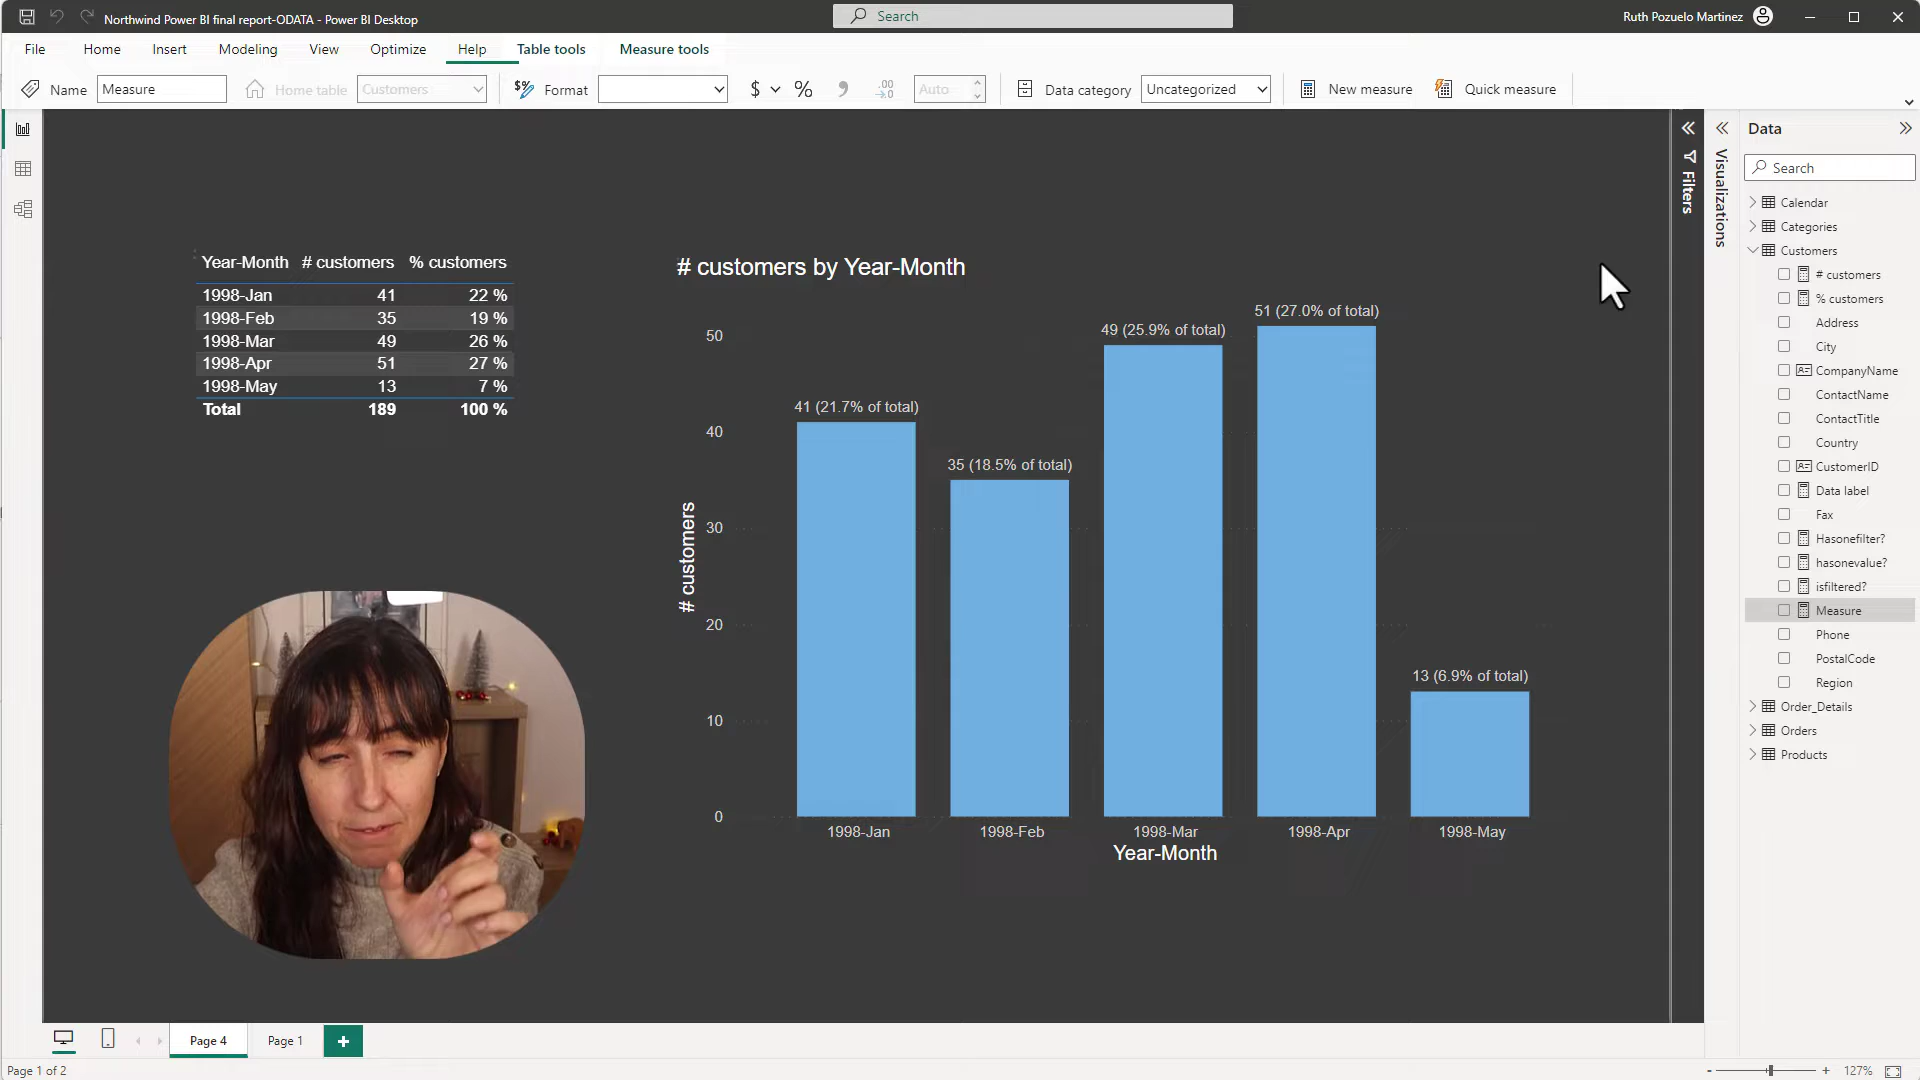 Northwind Power BI final report-ODATA - Power BI Desktop
Search
Ruth Pozuelo Martinez
File
Home
Insert
Modeling
View
Optimize
Help
Table tools
Measure tools
Name
Measure
Home table
Customers
Format
$
%
Auto
Data category
Uncategorized
New measure
Quick measure
Year-Month # customers % customers
1998-Jan 41 22 %
1998-Feb 35 19 %
1998-Mar 49 26 %
1998-Apr 51 27 %
1998-May 13 7 %
Total 189 100 %
# customers by Year-Month
# customers
50
40
30
20
10
0
41 (21.7% of total)
35 (18.5% of total)
49 (25.9% of total)
51 (27.0% of total)
13 (6.9% of total)
1998-Jan
1998-Feb
1998-Mar
1998-Apr
1998-May
Year-Month
Filters
Visualizations
Data
Search
Calendar
Categories
Customers
# customers
% customers
Address
City
CompanyName
ContactName
ContactTitle
Country
CustomerID
Data label
Fax
Hasonefilter?
hasonevalue?
isfiltered?
Measure
Phone
PostalCode
Region
Order_Details
Orders
Products
Page 4
Page 1
+
Page 1 of 2
- + 127%